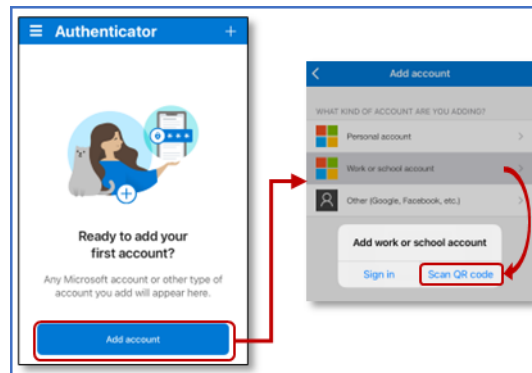 Authenticator
Ready to add your
first account?
Any Microsoft account or other type of
account you add will appear here.
Add account
Add account
WHAT KIND OF ACCOUNT ARE YOU ADDING?
Personal account
Work or school account
Other (Google, Facebook, etc.)
Add work or school account
Sign in
Scan QR code